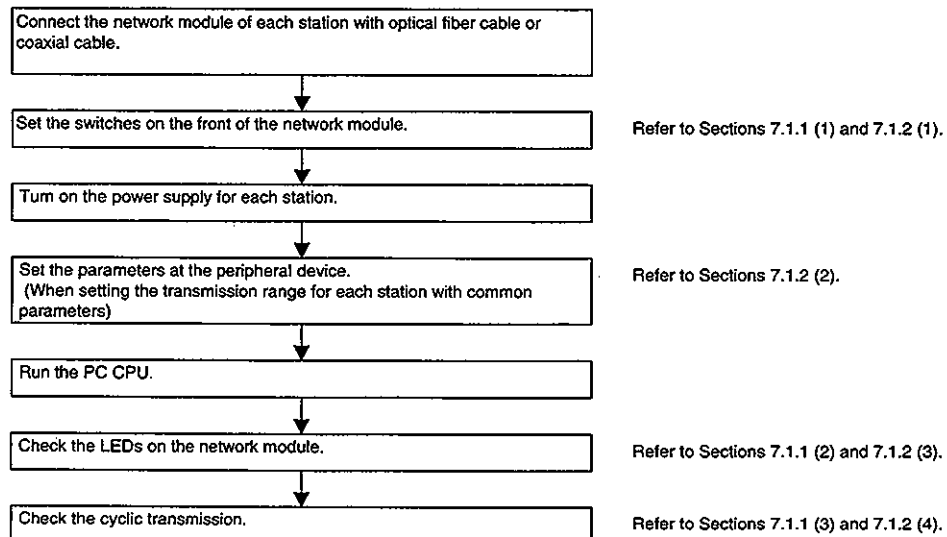 Connect the network module of each station with optical fiber cable or
coaxial cable.
Set the switches on the front of the network module.
Refer to Sections 7.1.1 (1) and 7.1.2 (1).
Turn on the power supply for each station.
Set the parameters at the peripheral device.
(When setting the transmission range for each station with common
parameters)
Refer to Sections 7.1.2 (2).
Run the PC CPU.
Check the LEDs on the network module.
Refer to Sections 7.1.1 (2) and 7.1.2 (3).
Check the cyclic transmission.
Refer to Sections 7.1.1 (3) and 7.1.2 (4).